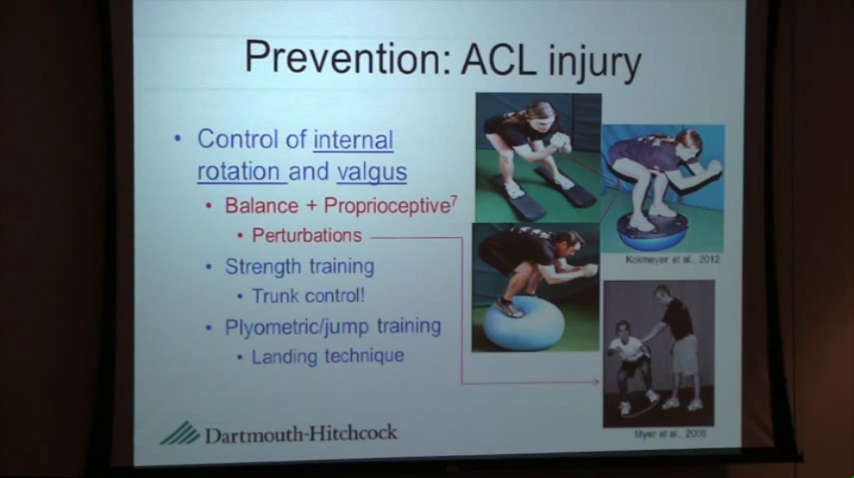 Prevention: ACL injury
• Control of internal
rotation and valgus
• Balance + Proprioceptive7
• Perturbations
• Strength training
• Trunk control!
• Plyometric/jump training
• Landing technique
Kokmeyer et al., 2012
Myer et al., 2008
Dartmouth-Hitchcock